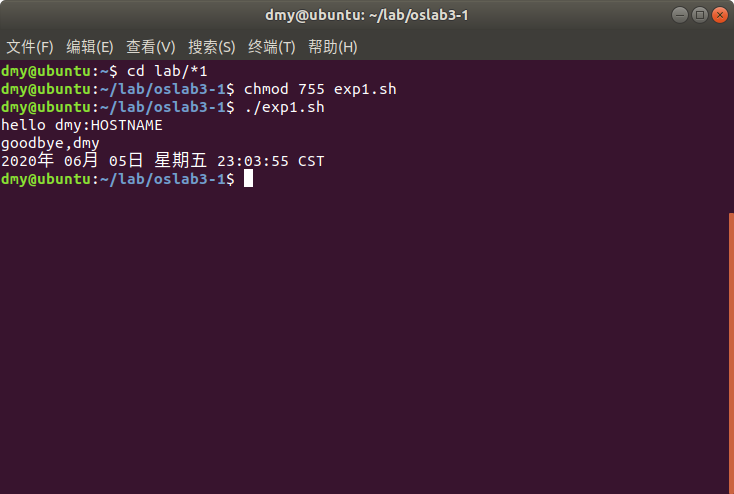 dmy@ubuntu: ~/lab/oslab3-1
文件(F) 编辑(E) 查看(V) 搜索(S) 终端(T) 帮助(H)
dmy@ubuntu:~$ cd lab/*1
dmy@ubuntu:~/lab/oslab3-1$ chmod 755 exp1.sh
dmy@ubuntu:~/lab/oslab3-1$ ./exp1.sh
hello dmy:HOSTNAME
goodbye,dmy
2020年 06月 05日 星期五 23:03:55 CST
dmy@ubuntu:~/lab/oslab3-1$